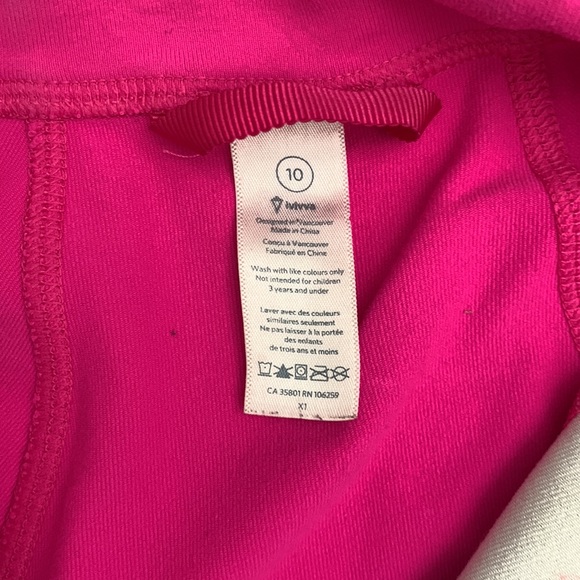 10
ivivva
Designed in Vancouver
Made in China
Conçu à Vancouver
Fabriqué en Chine
Wash with like colours only
Not intended for children
3 years and under
Laver avec des couleurs
similaires seulement
Ne pas laisser à la portée
des enfants
de trois ans et moins
CA 35801 RN 106259
X1